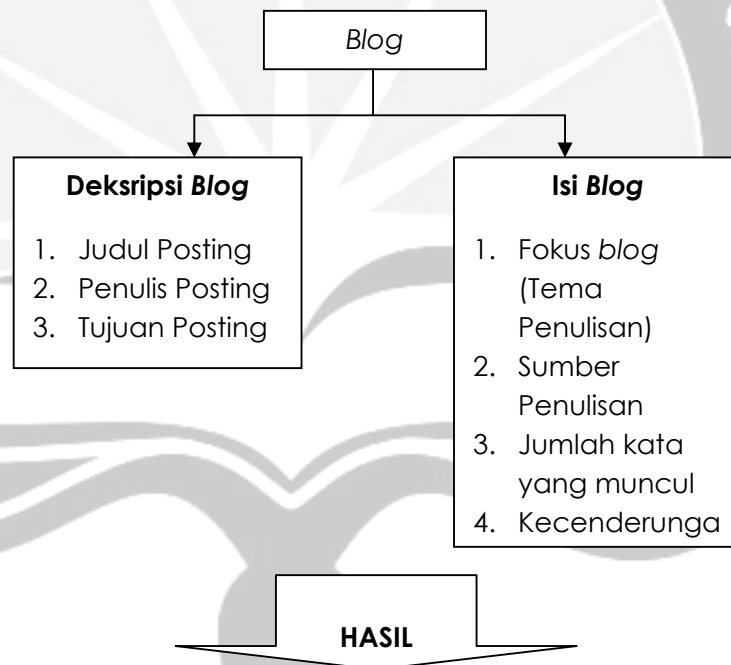 Blog
Deksripsi Blog
1. Judul Posting
2. Penulis Posting
3. Tujuan Posting
Isi Blog
1. Fokus blog
(Tema
Penulisan)
2. Sumber
Penulisan
3. Jumlah kata
yang muncul
4. Kecenderunga
HASIL